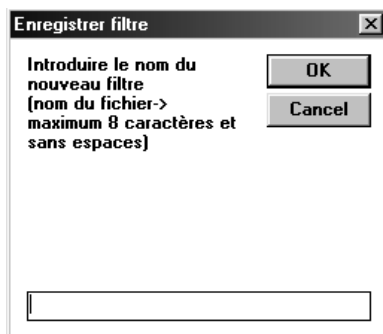 Enregistrer filtre
Introduire le nom du
nouveau filtre
(nom du fichier->
maximum 8 caractères et
sans espaces)
OK
Cancel